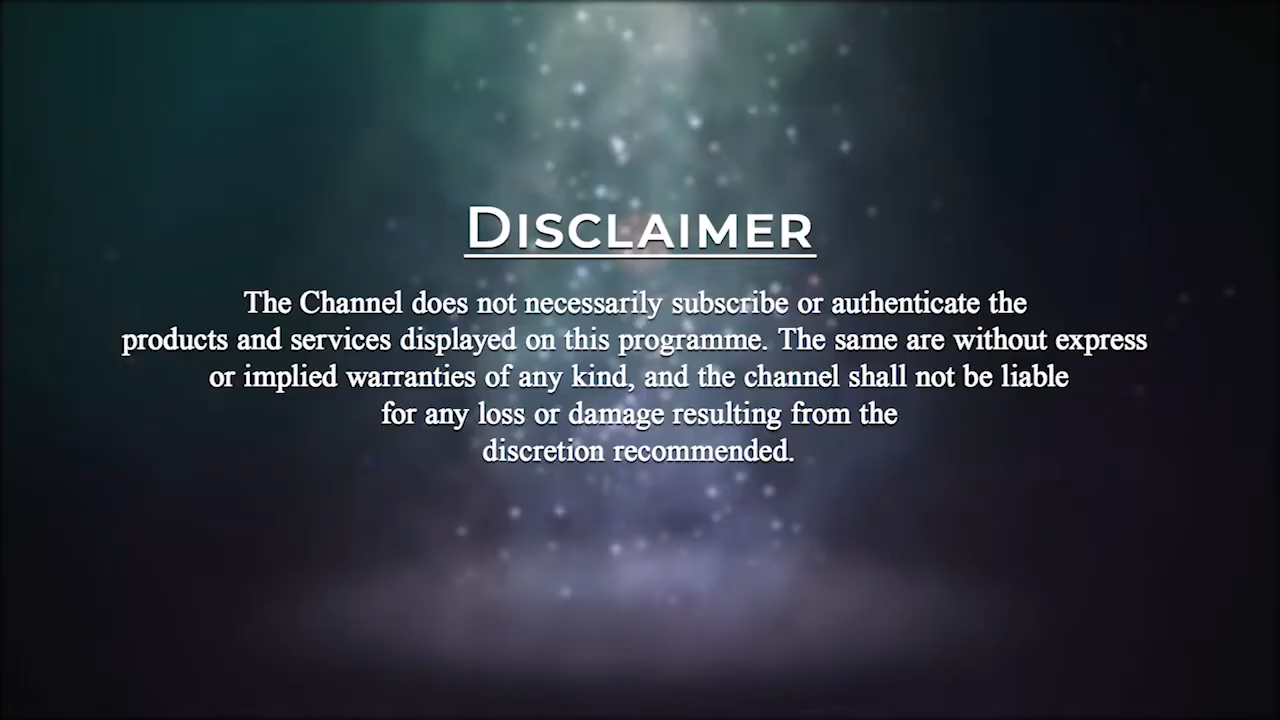 DISCLAIMER
The Channel does not necessarily subscribe or authenticate the
products and services displayed on this programme. The same are without express
or implied warranties of any kind, and the channel shall not be liable
for any loss or damage resulting from the
discretion recommended.